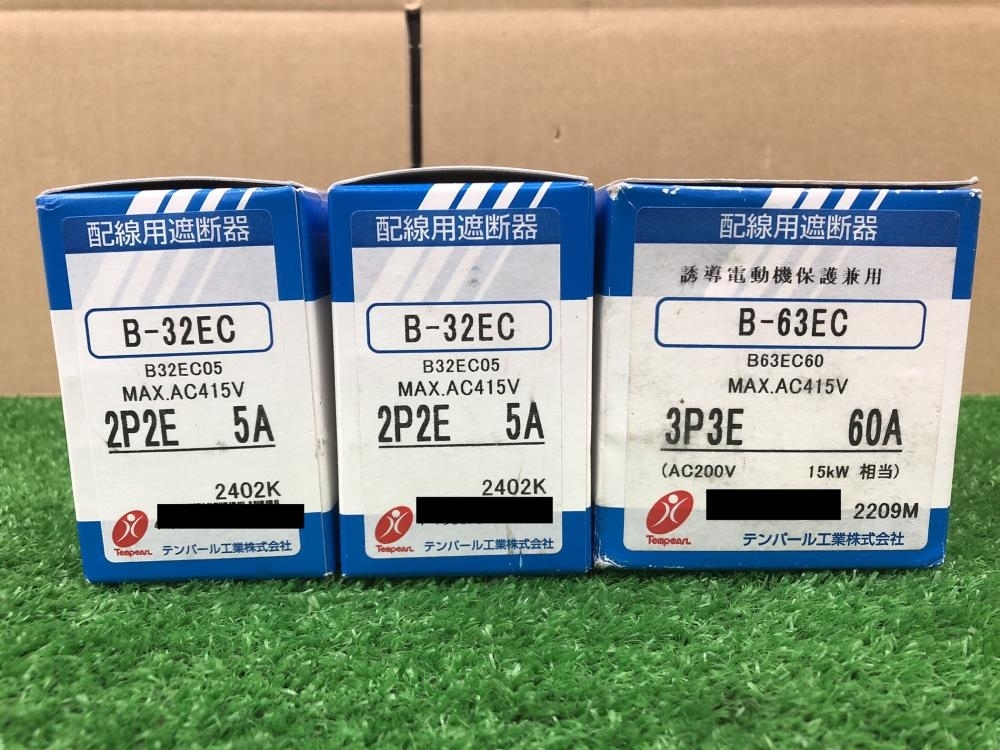 配線用遮断器
B-32EC
B32EC05
MAX.AC415V
2P2E 5A
2402K
Tempearl
テンパール工業株式会社
配線用遮断器
B-32EC
B32EC05
MAX.AC415V
2P2E 5A
2402K
Tempearl
テンパール工業株式会社
配線用遮断器
誘導電動機保護兼用
B-63EC
B63EC60
MAX.AC415V
3P3E 60A
(AC200V 15kW 相当)
2209M
Tempearl
テンパール工業株式会社